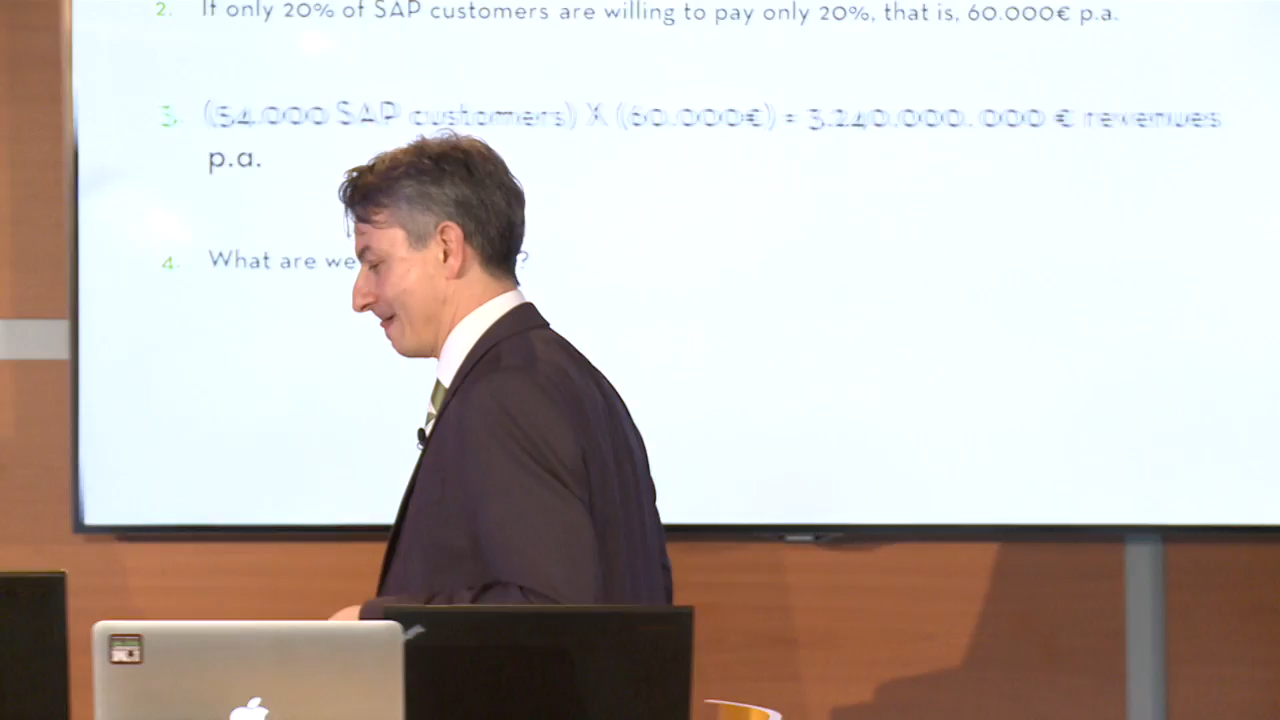 2. If only 20% of SAP customers are willing to pay only 20%, that is, 60.000€ p.a.
3. (54.000 SAP customers) X ((60.000€) = 3.240.000.000 € revenues
p.a.
4. What are we ?